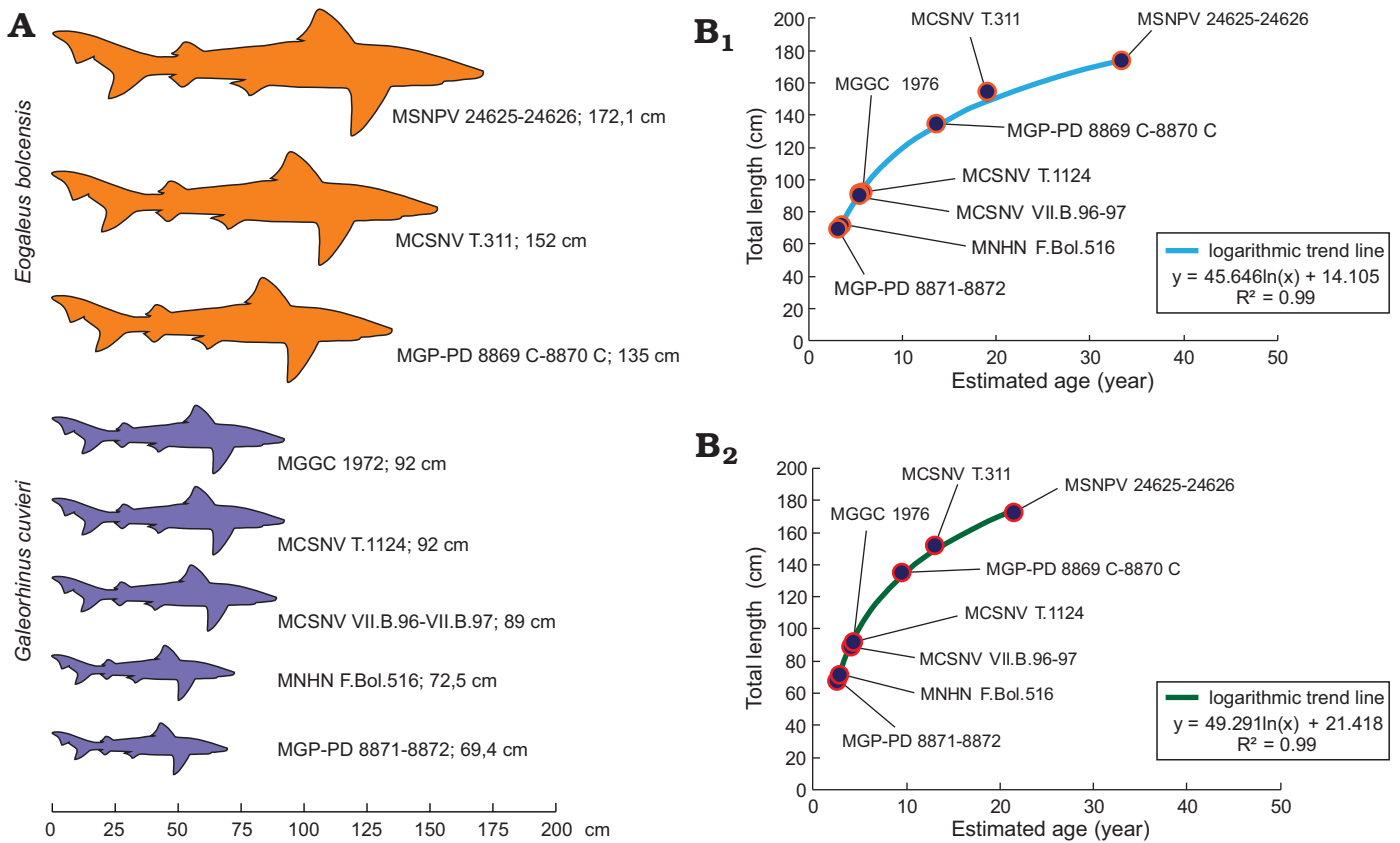 A
Eogaleus bolcensis
MSNPV 24625-24626; 172,1 cm
MCSNV T.311; 152 cm
MGP-PD 8869 C-8870 C; 135 cm
Galeorhinus cuvieri
MGGC 1972; 92 cm
MCSNV T.1124; 92 cm
MCSNV VII.B.96-VII.B.97; 89 cm
MNHN F.Bol.516; 72,5 cm
MGP-PD 8871-8872; 69,4 cm
0 25 50 75 100 125 150 175 200 cm
B1
Total length (cm)
200
180
160
140
120
100
80
60
40
20
0
MCSNV T.311
MSNPV 24625-24626
MGGC 1976
MGP-PD 8869 C-8870 C
MCSNV T.1124
MCSNV VII.B.96-97
MNHN F.Bol.516
MGP-PD 8871-8872
logarithmic trend line
y = 45.646ln(x) + 14.105
R² = 0.99
0 10 20 30 40 50
Estimated age (year)
B2
Total length (cm)
200
180
160
140
120
100
80
60
40
20
0
MCSNV T.311
MSNPV 24625-24626
MGGC 1976
MGP-PD 8869 C-8870 C
MCSNV T.1124
MCSNV VII.B.96-97
MNHN F.Bol.516
MGP-PD 8871-8872
logarithmic trend line
y = 49.291ln(x) + 21.418
R² = 0.99
0 10 20 30 40 50
Estimated age (year)